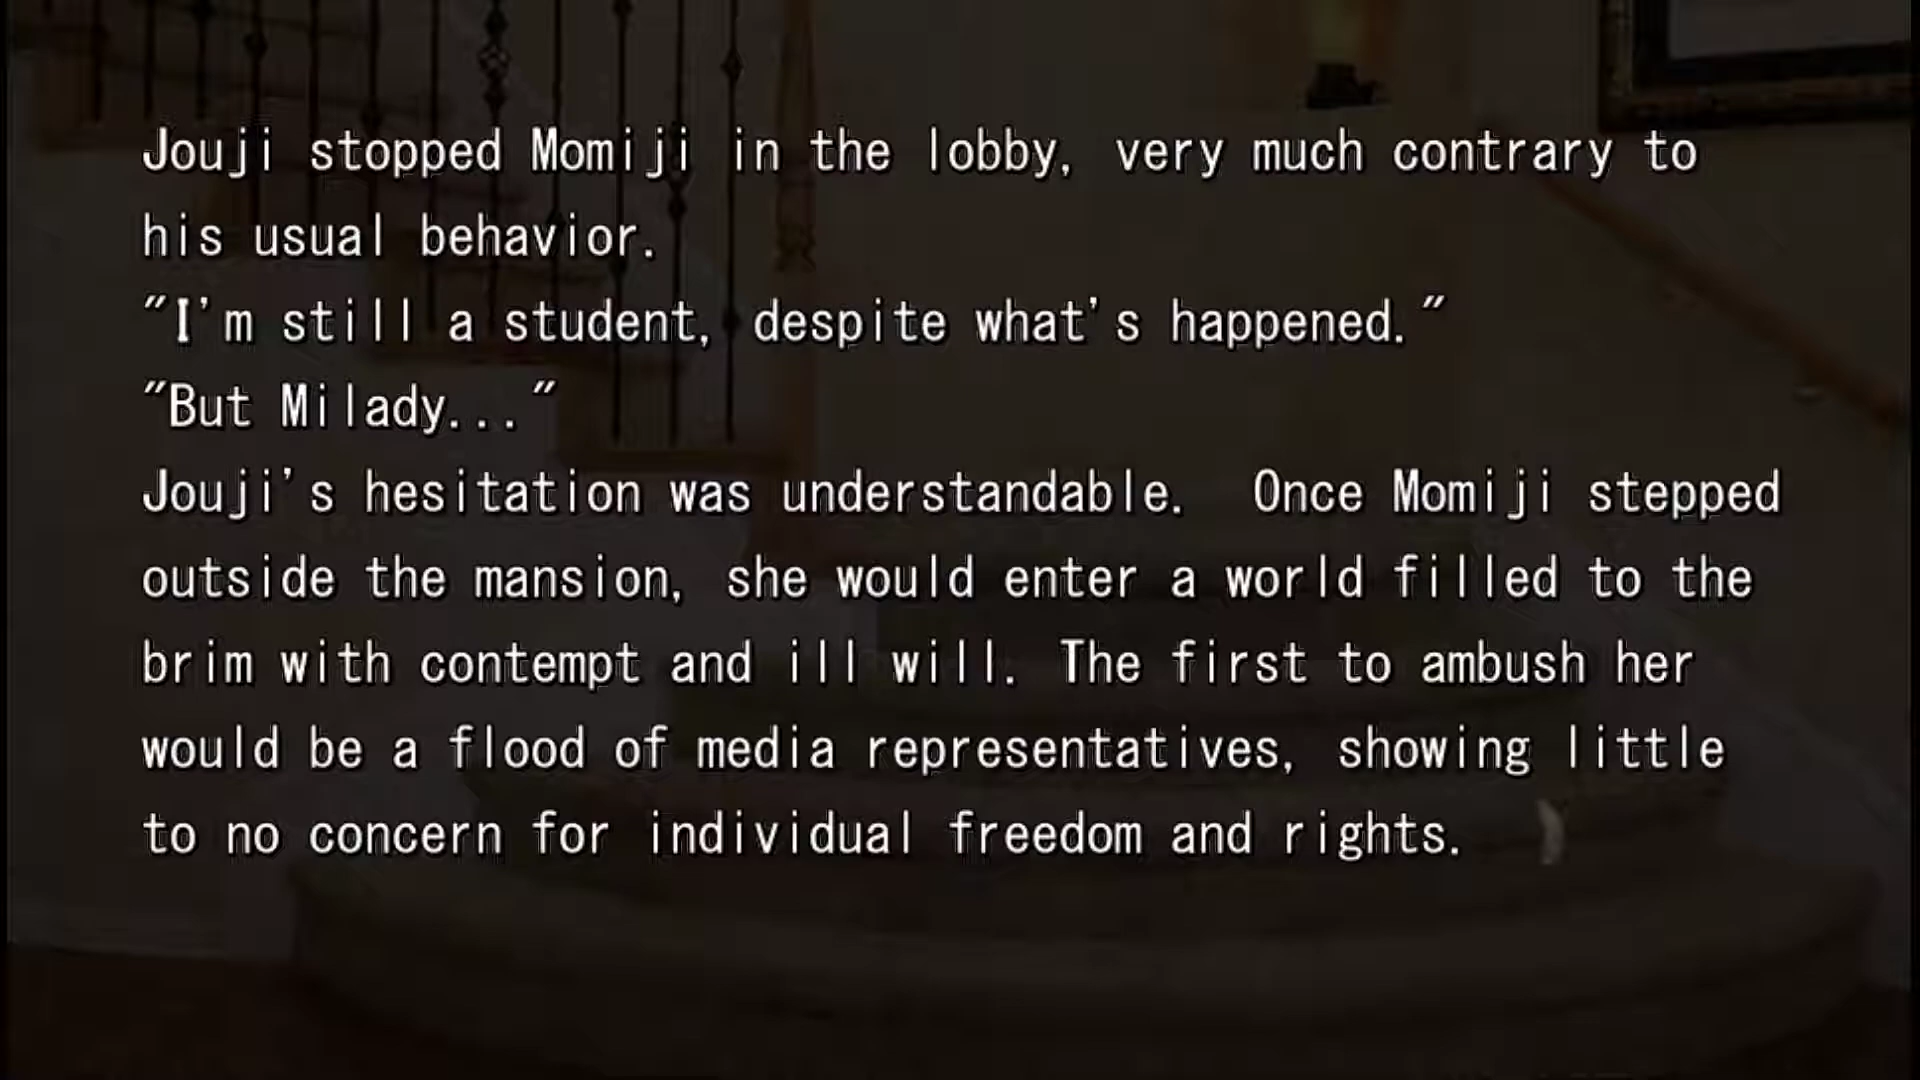 Jouji stopped Momiji in the lobby, very much contrary to
his usual behavior.
"I'm still a student, despite what's happened."
"But Milady..."
Jouji's hesitation was understandable.  Once Momiji stepped
outside the mansion, she would enter a world filled to the
brim with contempt and ill will. The first to ambush her
would be a flood of media representatives, showing little
to no concern for individual freedom and rights.